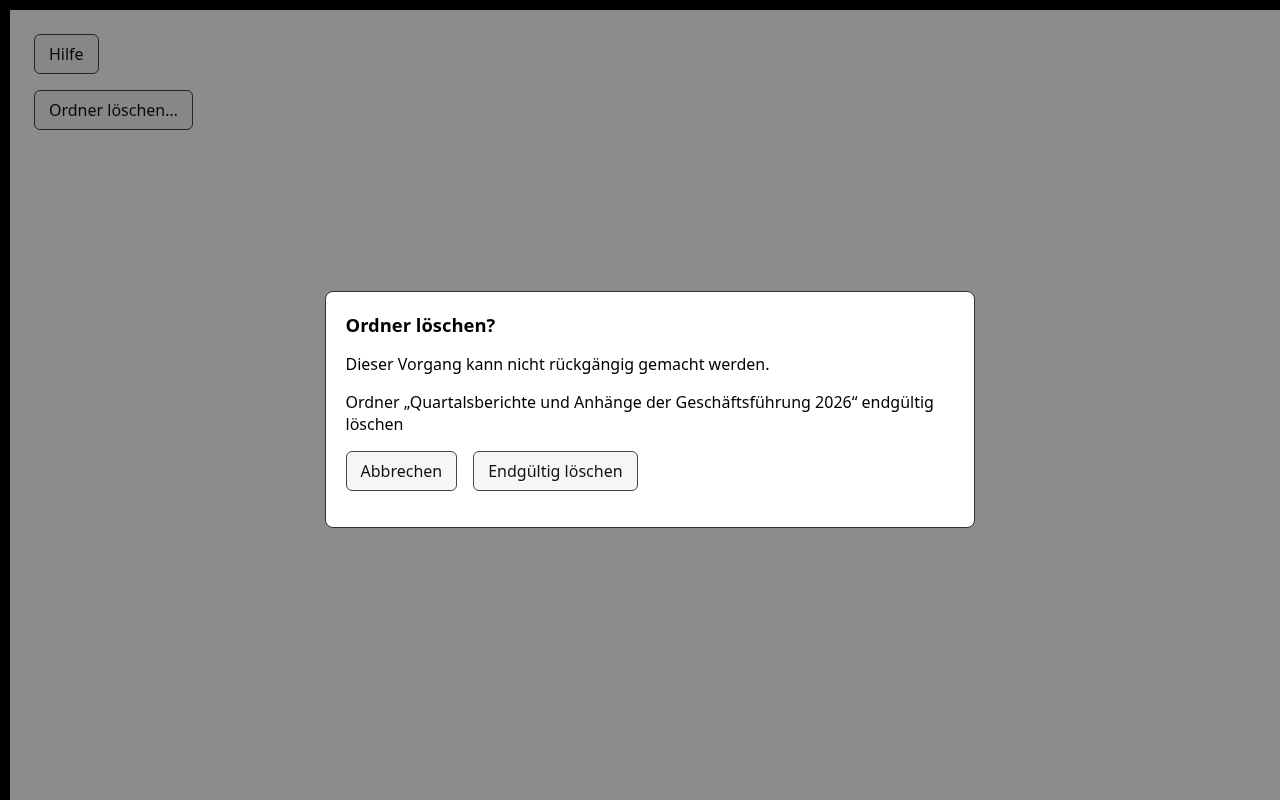 Hilfe
Ordner löschen…
Ordner löschen?
Dieser Vorgang kann nicht rückgängig gemacht werden.
Ordner „Quartalsberichte und Anhänge der Geschäftsführung 2026“ endgültig
löschen
Abbrechen
Endgültig löschen